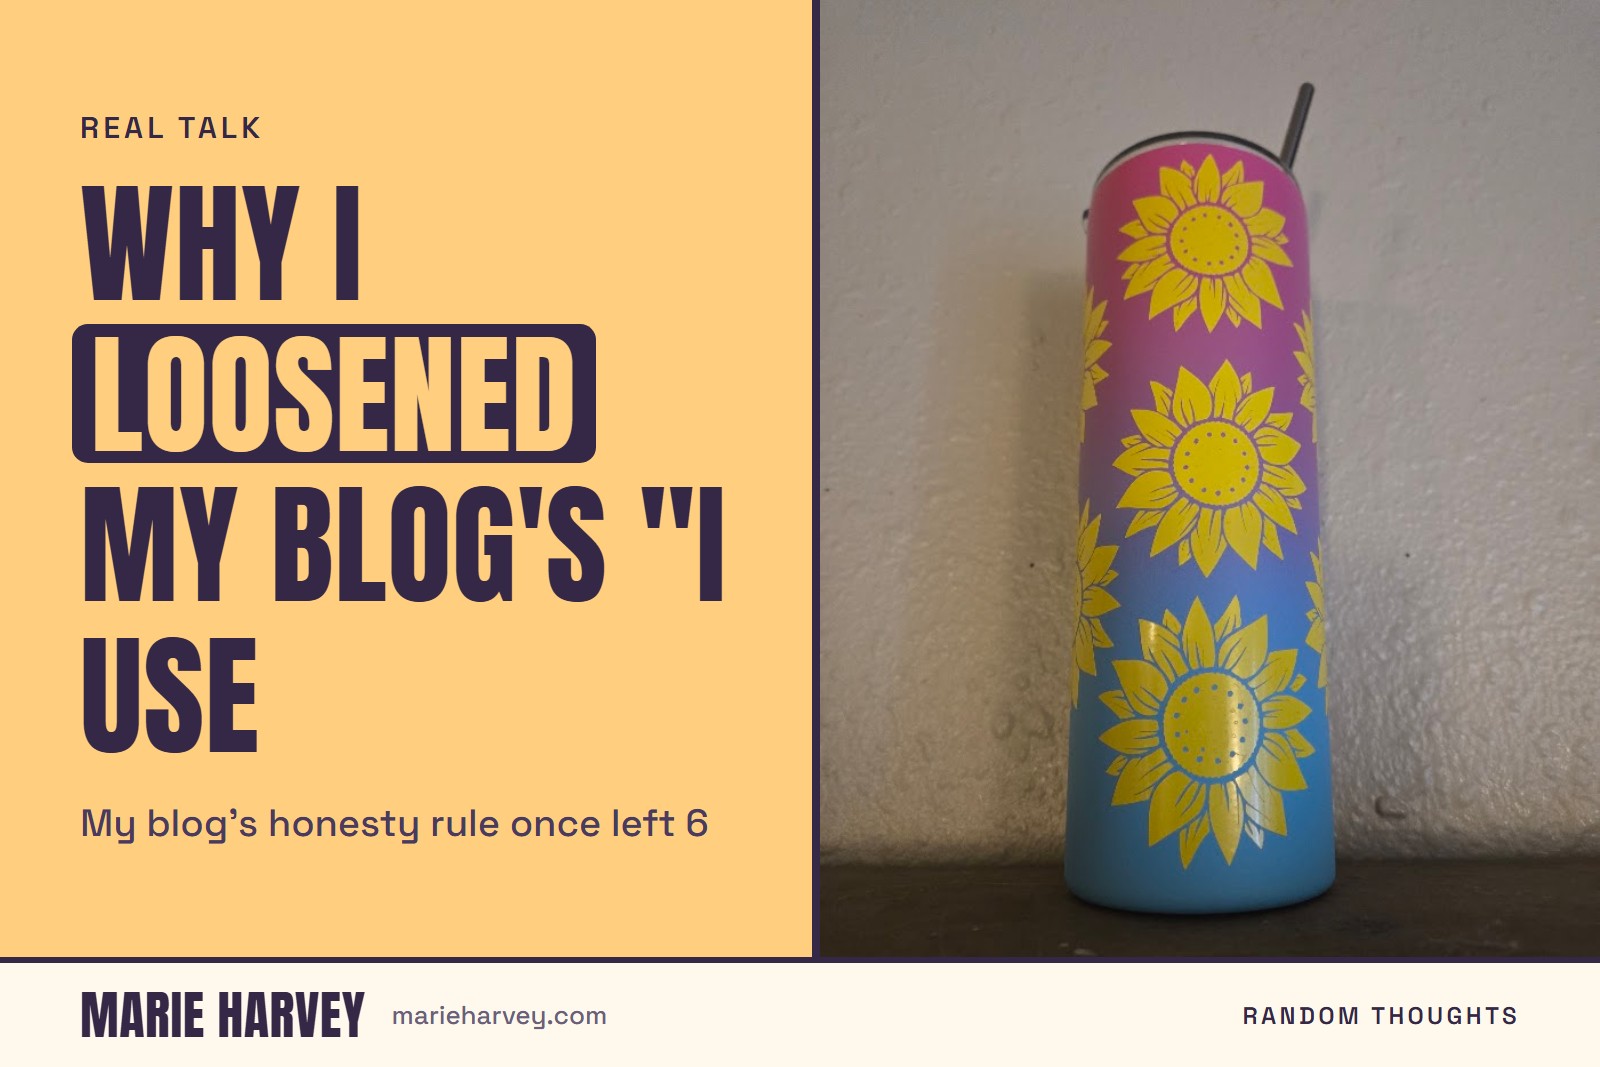 REAL TALK
WHY I
LOOSENED
MY BLOG'S "I
USE
My blog’s honesty rule once left 6
MARIE HARVEY
marieharvey.com
RANDOM THOUGHTS